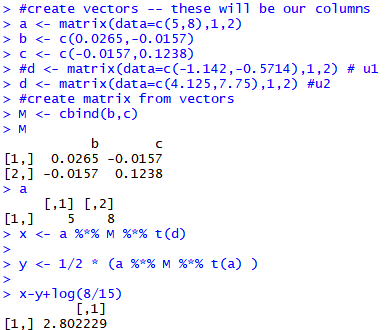 > #create vectors -- these will be our columns
> a <- matrix(data=c(5,8),1,2)
> b <- c(0.0265,-0.0157)
> c <- c(-0.0157,0.1238)
> #d <- matrix(data=c(-1.142,-0.5714),1,2) # u1
> d <- matrix(data=c(4.125,7.75),1,2) #u2
> #create matrix from vectors
> M <- cbind(b,c)
> M
b c
[1,] 0.0265 -0.0157
[2,] -0.0157 0.1238
> a
[,1] [,2]
[1,] 5 8
> x <- a %*% M %*% t(d)
>
> y <- 1/2 * (a %*% M %*% t(a) )
>
> x-y+log(8/15)
[,1]
[1,] 2.802229